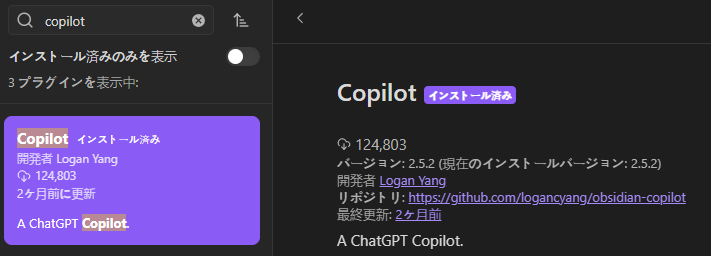 copilot
インストール済みのみを表示
3 プラグインを表示中:
Copilot インストール済み
開発者 Logan Yang
124,803
2ケ月前に更新
A ChatGPT Copilot.
Copilot インストール済み
124,803
バージョン: 2.5.2 (現在のインストールバージョン: 2.5.2)
開発者 Logan Yang
リポジトリ: https://github.com/logancyang/obsidian-copilot
最終更新: 2ケ月前
A ChatGPT Copilot.